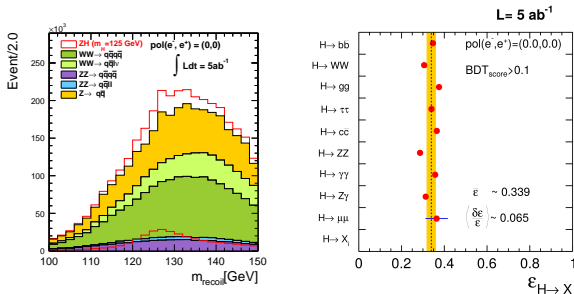 L= 5 ab⁻¹
×10³
ZH (m_H=125 GeV)
WW→ qq̄qq̄
WW→ qq̄lν
ZZ→ qq̄qq̄
ZZ→ qq̄ll
Z→ qq̄
pol(e⁻,e⁺) = (0,0)
∫ Ldt = 5ab⁻¹
Event/2.0
250
200
150
100
50
0
100 110 120 130 140 150
m_recoil[GeV]
pol(e⁻,e⁺)=(0.0,0.0)
BDT_score>0.1
H→ bb̄
H→ WW
H→ gg
H→ ττ
H→ cc̄
H→ ZZ
H→ γγ
H→ Zγ
H→ μμ
H→ X_i
ε ~ 0.339
(δε/ε) ~ 0.065
0 0.2 0.4 0.6 0.8 1
ε_H→ X